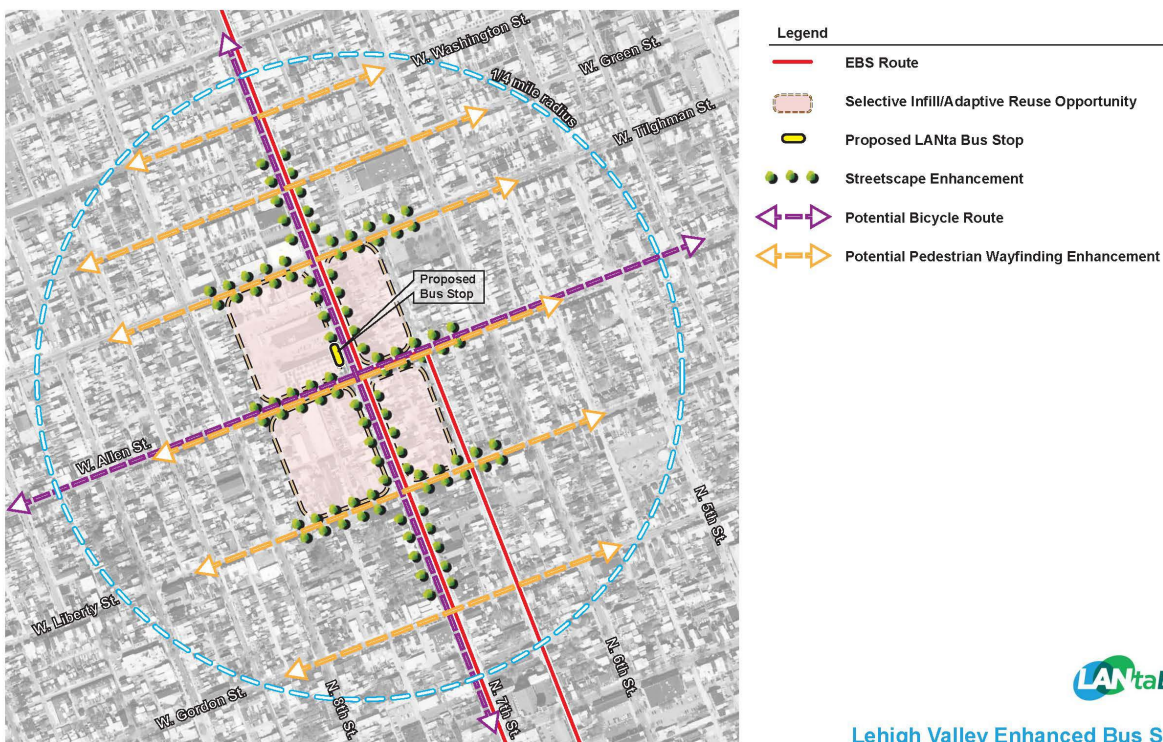 W. Washington St.
W. Green St.
1/4 mile radius
W. Tilghman St.
Proposed
Bus Stop
W. Allen St.
N. 5th St.
W. Liberty St.
N. 6th St.
W. Gordon St.
N. 8th St.
N. 7th St.
Legend
EBS Route
Selective Infill/Adaptive Reuse Opportunity
Proposed LANta Bus Stop
Streetscape Enhancement
Potential Bicycle Route
Potential Pedestrian Wayfinding Enhancement
LANta
Lehigh Valley Enhanced Bus S